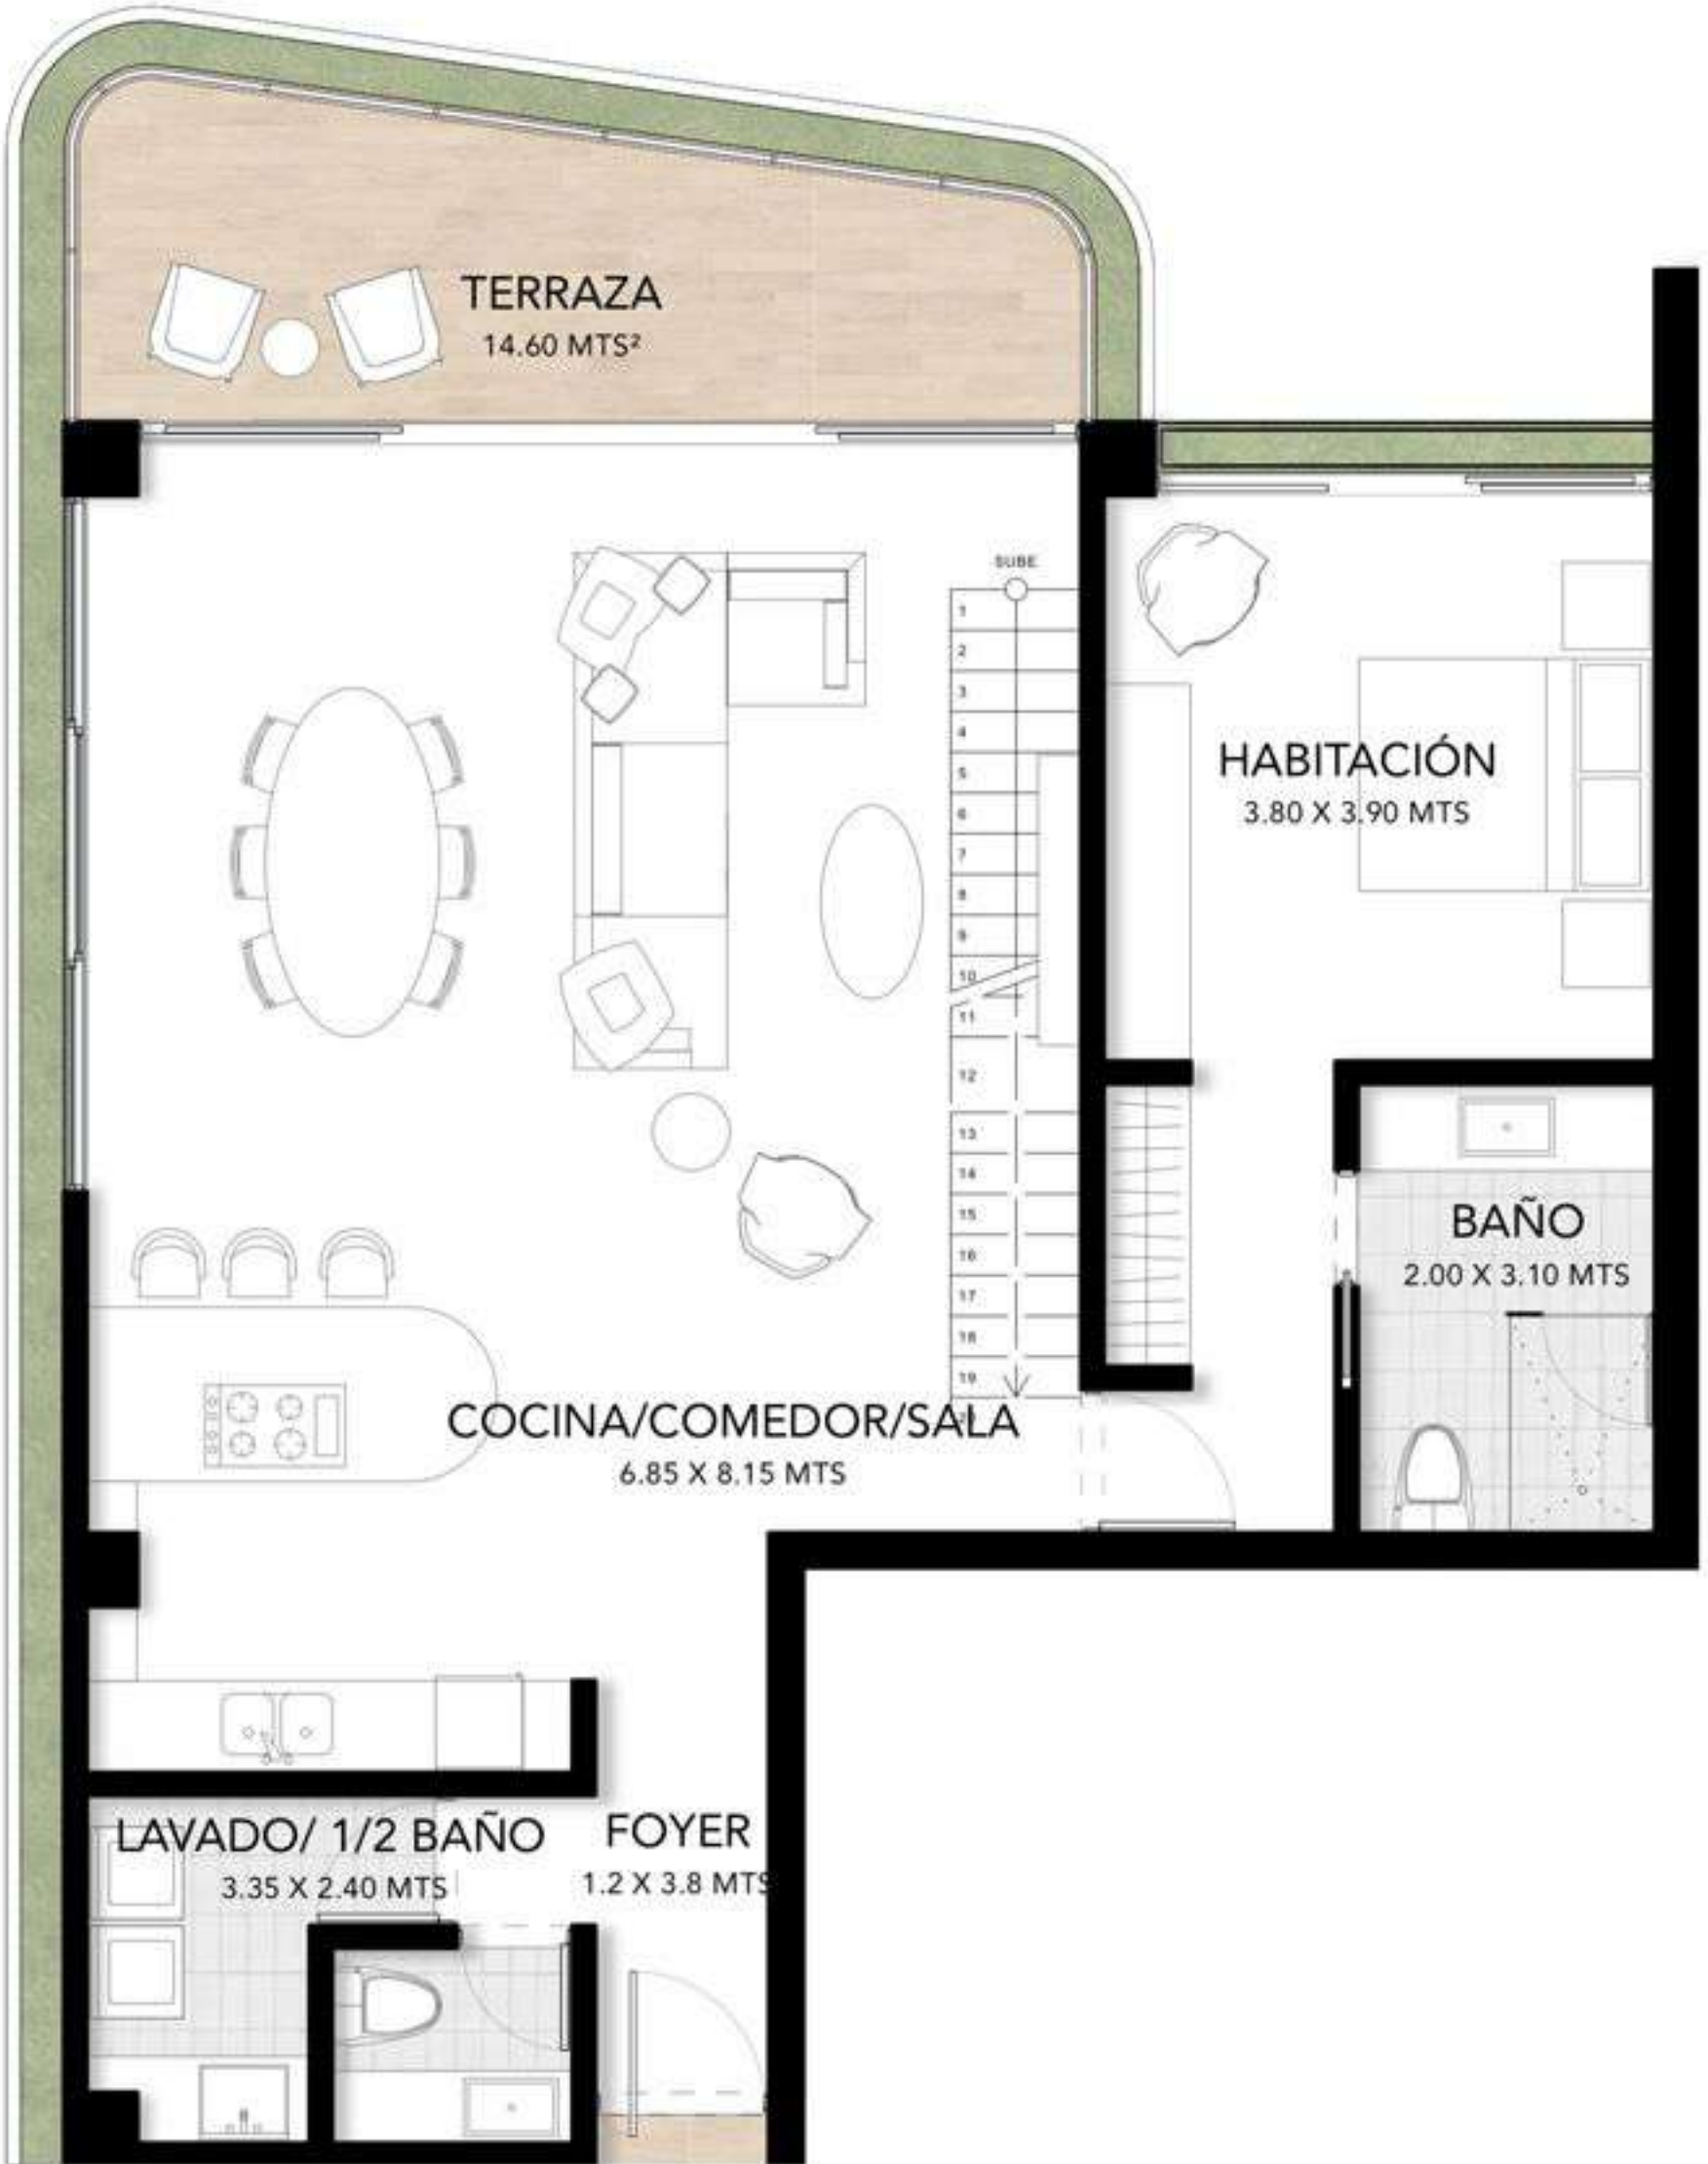 TERRAZA
14.60 MTS²
SUBE
1
2
3
4
5
6
7
8
9
10
11
12
13
14
15
16
17
18
19
HABITACIÓN
3.80 X 3.90 MTS
BAÑO
2.00 X 3.10 MTS
COCINA/COMEDOR/SALA
6.85 X 8.15 MTS
LAVADO/ 1/2 BAÑO
3.35 X 2.40 MTS
FOYER
1.2 X 3.8 MTS